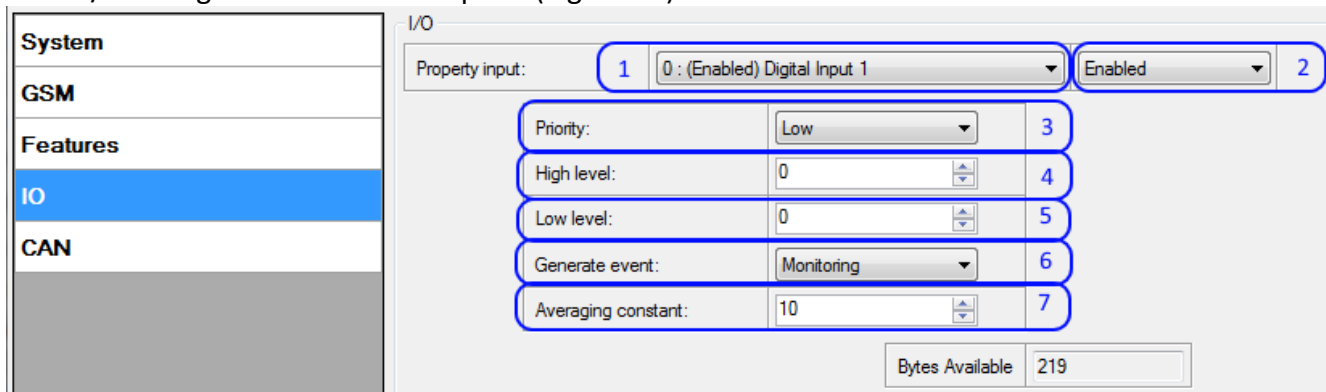 System
GSM
Features
IO
CAN
I/O
Property input: 1 0 : (Enabled) Digital Input 1 Enabled 2
Priority: Low 3
High level: 0 4
Low level: 0 5
Generate event: Monitoring 6
Averaging constant: 10 7
Bytes Available 219